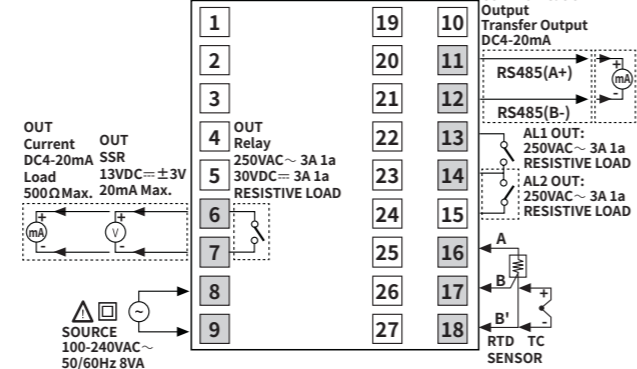 Output
Transfer Output
DC4-20mA
1
19
10
2
20
11
RS485(A+)
+
mA
-
3
21
12
RS485(B-)
OUT
Current
DC4-20mA
Load
500ΩMax.
OUT
SSR
13VDC⎓±3V
20mA Max.
4
OUT
Relay
250VAC～ 3A 1a
30VDC⎓ 3A 1a
RESISTIVE LOAD
22
13
AL1 OUT:
250VAC～ 3A 1a
RESISTIVE LOAD
5
23
14
AL2 OUT:
250VAC～ 3A 1a
RESISTIVE LOAD
+
mA
-
+
V
-
6
24
15
7
25
16
A
8
26
17
B
+
-
9
27
18
B'
RTD TC
SENSOR
SOURCE
100-240VAC～
50/60Hz 8VA